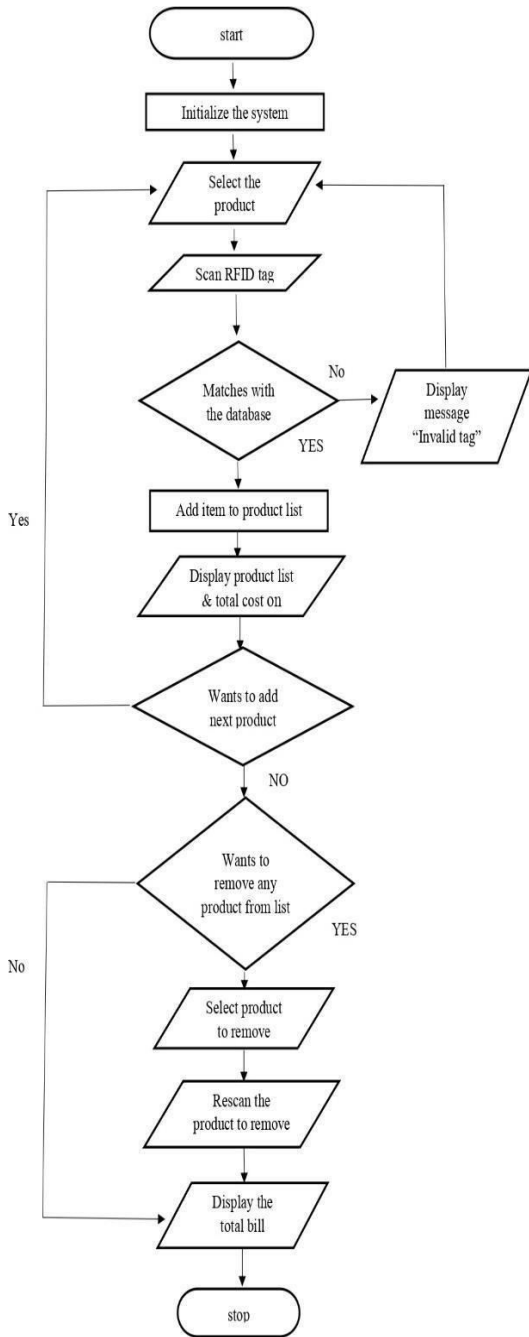 start
Initialize the system
Select the
product
Scan RFID tag
Matches with
the database
No
Display
message
“Invalid tag”
YES
Add item to product list
Yes
Display product list
& total cost on
Wants to add
next product
NO
Wants to
remove any
product from list
YES
No
Select product
to remove
Rescan the
product to remove
Display the
total bill
stop